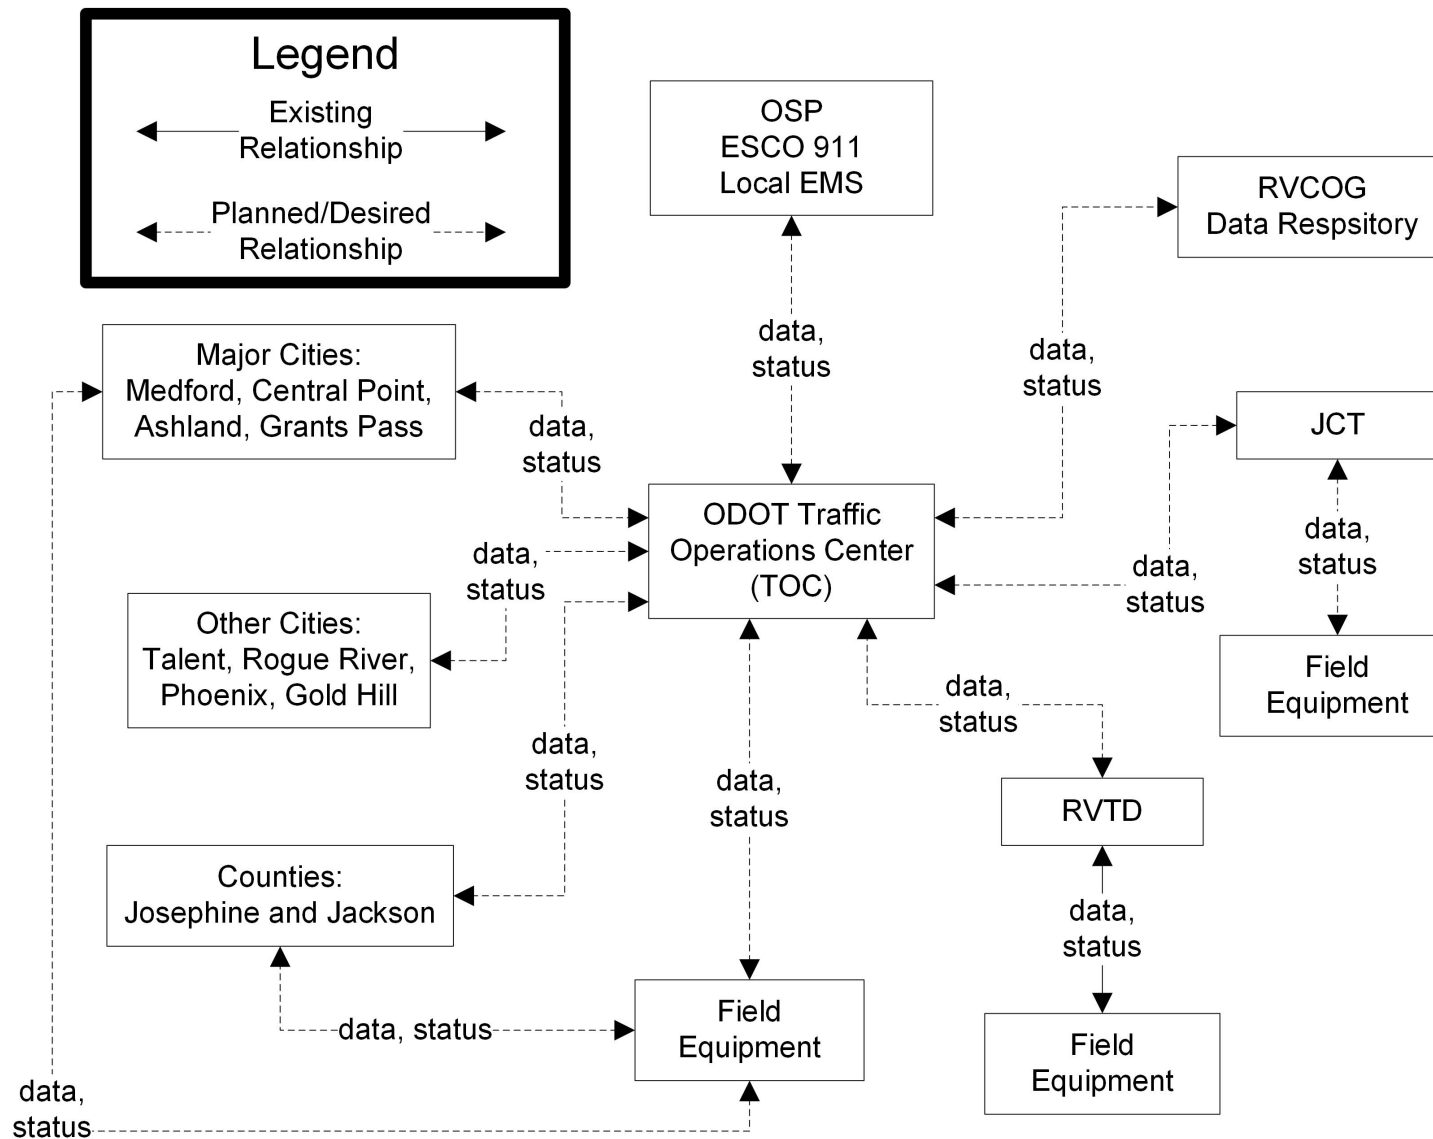 Legend
Existing
Relationship
Planned/Desired
Relationship
OSP
ESCO 911
Local EMS
RVCOG
Data Respsitory
data,
status
data,
status
Major Cities:
Medford, Central Point,
Ashland, Grants Pass
data,
status
JCT
ODOT Traffic
Operations Center
(TOC)
data,
status
data,
status
data,
status
Other Cities:
Talent, Rogue River,
Phoenix, Gold Hill
Field
Equipment
data,
status
data,
status
data,
status
RVTD
Counties:
Josephine and Jackson
data,
status
data, status
Field
Equipment
Field
Equipment
data,
status